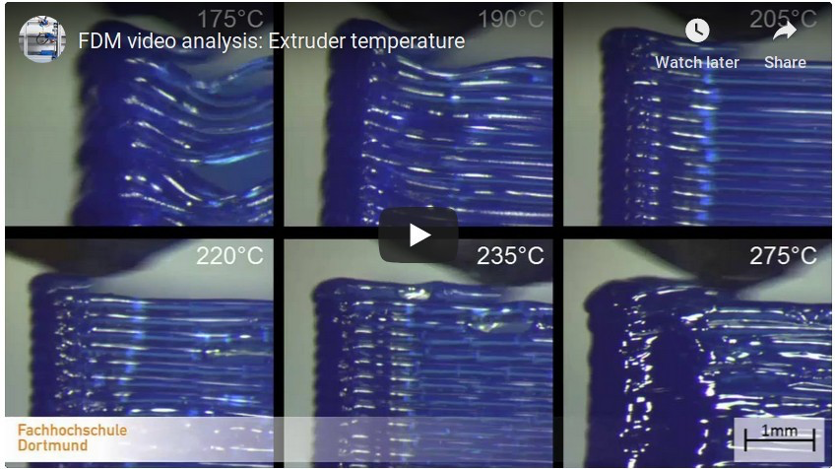 175°C
190°C
205°C
FDM video analysis: Extruder temperature
Watch later
Share
220°C
235°C
275°C
Fachhochschule
Dortmund
1mm